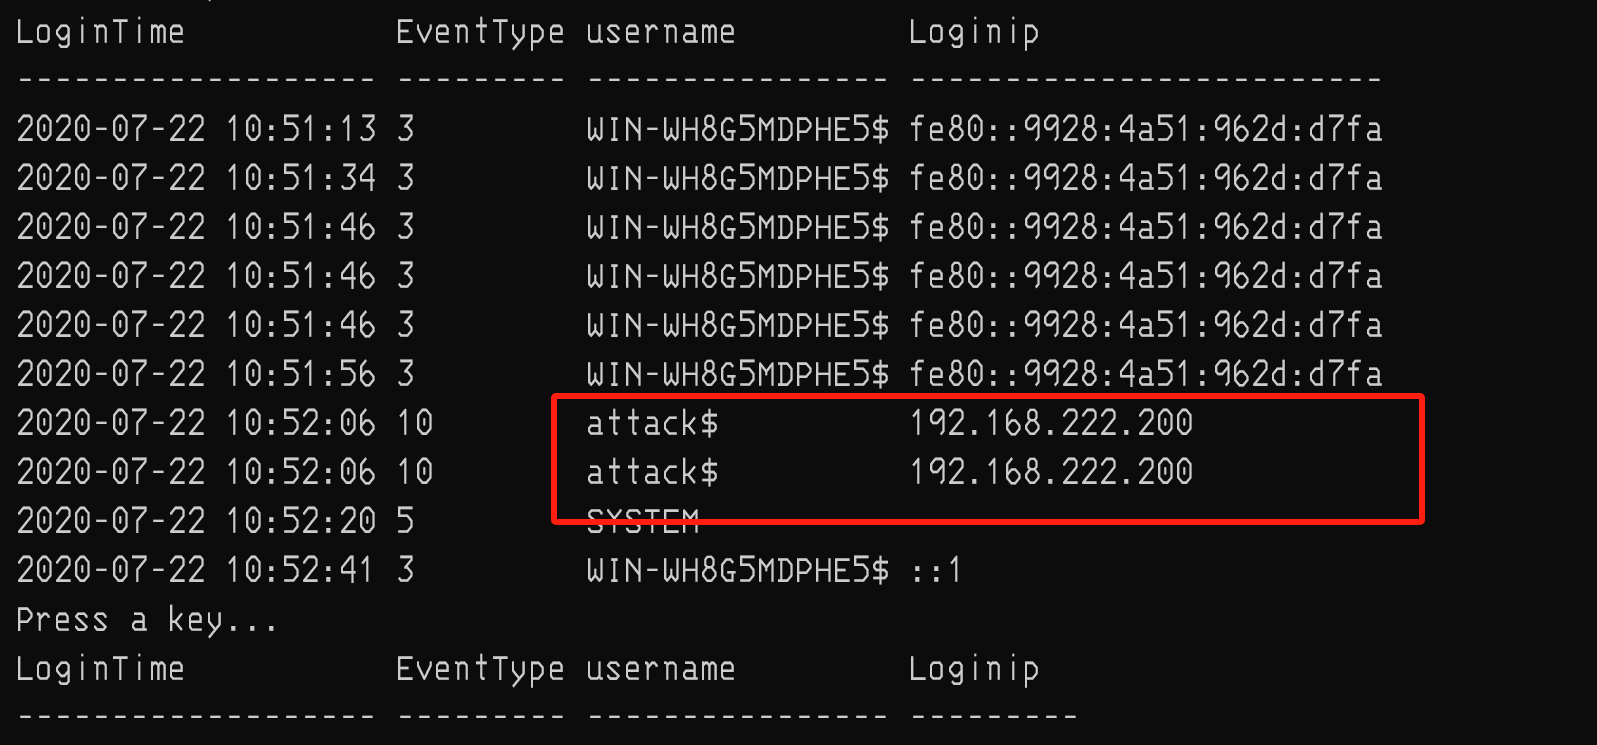 LoginTime EventType username Loginip
------------------- --------- ---------------- -------------------------
2020-07-22 10:51:13 3 WIN-WH8G5MDPHE5$ fe80::9928:4a51:962d:d7fa
2020-07-22 10:51:34 3 WIN-WH8G5MDPHE5$ fe80::9928:4a51:962d:d7fa
2020-07-22 10:51:46 3 WIN-WH8G5MDPHE5$ fe80::9928:4a51:962d:d7fa
2020-07-22 10:51:46 3 WIN-WH8G5MDPHE5$ fe80::9928:4a51:962d:d7fa
2020-07-22 10:51:46 3 WIN-WH8G5MDPHE5$ fe80::9928:4a51:962d:d7fa
2020-07-22 10:51:56 3 WIN-WH8G5MDPHE5$ fe80::9928:4a51:962d:d7fa
2020-07-22 10:52:06 10 attack$ 192.168.222.200
2020-07-22 10:52:06 10 attack$ 192.168.222.200
2020-07-22 10:52:20 5 SYSTEM
2020-07-22 10:52:41 3 WIN-WH8G5MDPHE5$ ::1
Press a key...
LoginTime EventType username Loginip
------------------- --------- ---------------- ---------